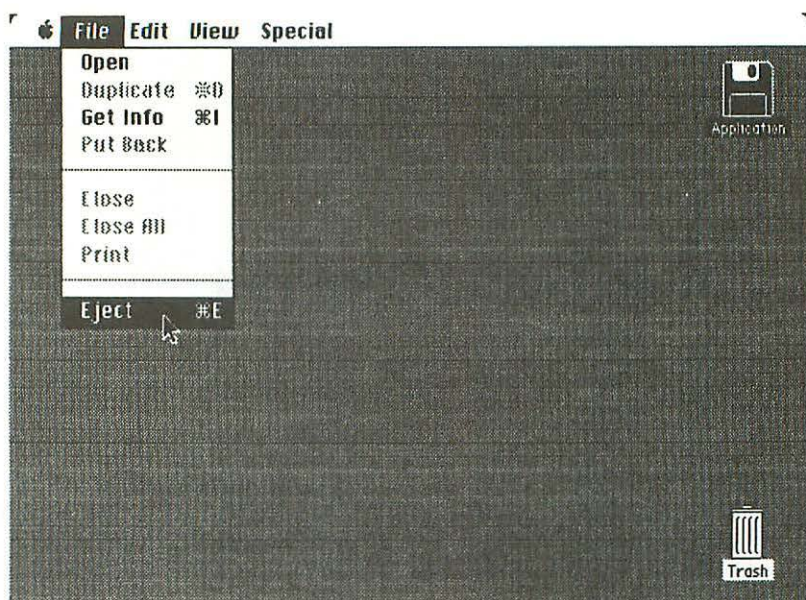 File Edit View Special
Open
Duplicate ⌘D
Get Info ⌘I
Put Back
Close
Close All
Print
Eject ⌘E
Application
Trash